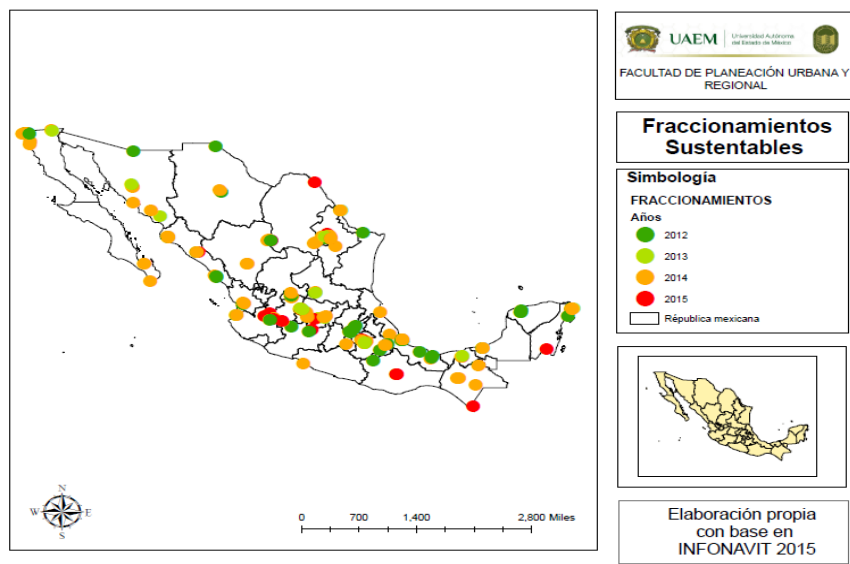 UAEM
Universidad Autónoma
del Estado de México
FACULTAD DE PLANEACIÓN URBANA Y
REGIONAL
Fraccionamientos
Sustentables
Simbología
FRACCIONAMIENTOS
Años
2012
2013
2014
2015
Républica mexicana
N
W E
S
0 700 1,400 2,800 Miles
Elaboración propia
con base en
INFONAVIT 2015